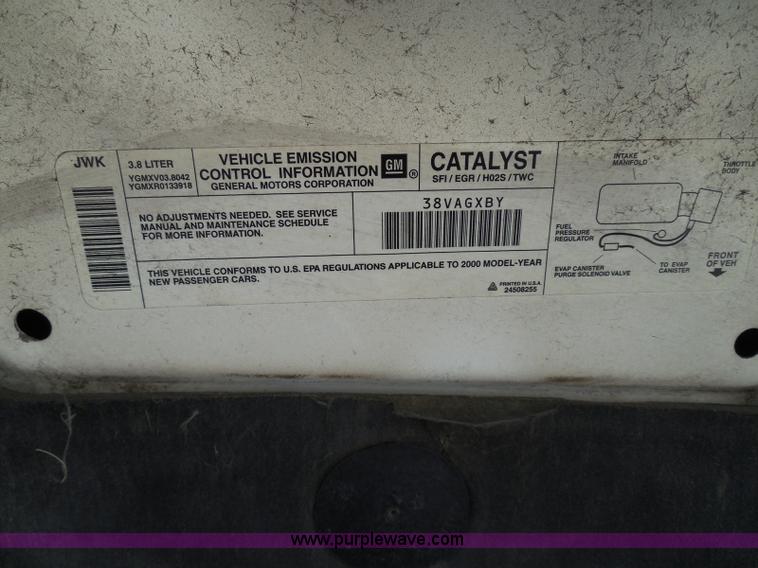 JWK
3.8 LITER
YGMXV03.8042
YGMXR0133918
VEHICLE EMISSION
CONTROL INFORMATION
GENERAL MOTORS CORPORATION
GM ®
CATALYST
SFI / EGR / H02S / TWC
NO ADJUSTMENTS NEEDED. SEE SERVICE
MANUAL AND MAINTENANCE SCHEDULE
FOR MORE INFORMATION.
38VAGXBY
THIS VEHICLE CONFORMS TO U.S. EPA REGULATIONS APPLICABLE TO 2000 MODEL-YEAR
NEW PASSENGER CARS.
PRINTED IN U.S.A.
24508255
INTAKE
MANIFOLD
THROTTLE
BODY
FUEL
PRESSURE
REGULATOR
EVAP CANISTER
PURGE SOLENOID VALVE
TO EVAP
CANISTER
FRONT
OF VEH
www.purplewave.com